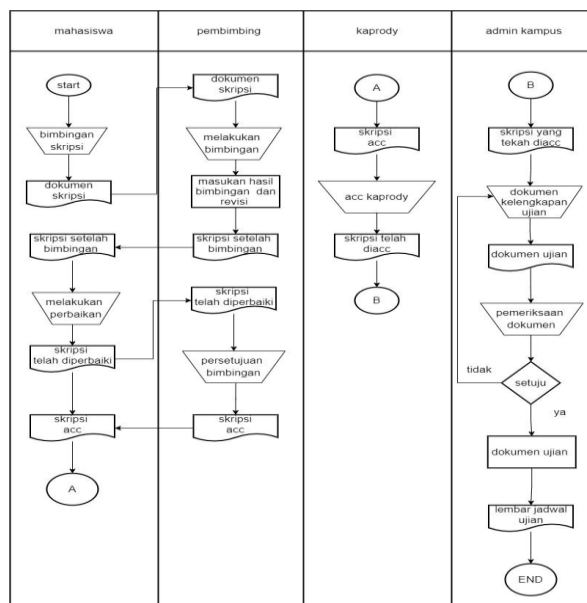 mahasiswa
pembimbing
kaprody
admin kampus
start
bimbingan
skripsi
dokumen
skripsi
skripsi setelah
bimbingan
melakukan
perbaikan
skripsi
telah diperbaiki
skripsi
acc
A
dokumen
skripsi
melakukan
bimbingan
masukan hasil
bimbingan dan
revisi
skripsi setelah
bimbingan
skripsi
telah diperbaiki
persetujuan
bimbingan
skripsi
acc
A
skripsi
acc
acc kaprody
skripsi telah
diacc
B
B
skripsi yang
tekah diacc
dokumen
kelengkapan
ujian
dokumen ujian
pemeriksaan
dokumen
tidak
setuju
ya
dokumen ujian
lembar jadwal
ujian
END